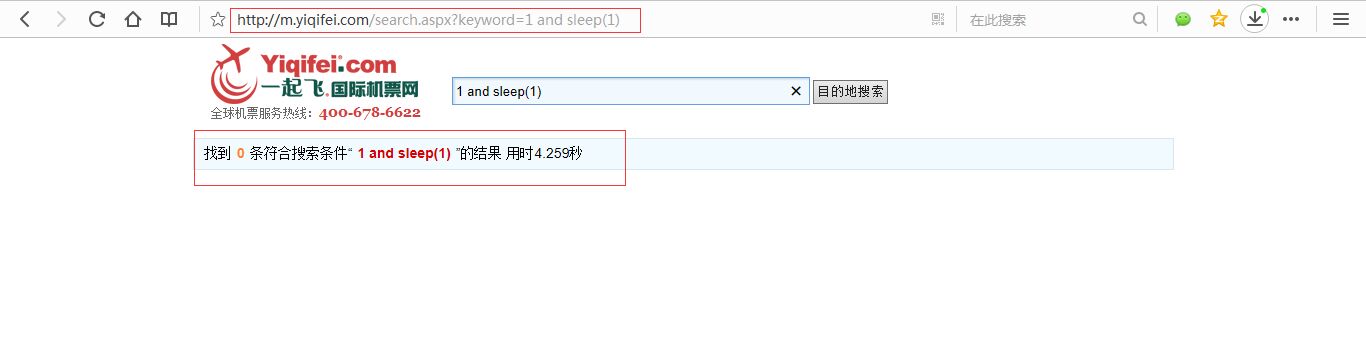 http://m.yiqifei.com/search.aspx?keyword=1 and sleep(1)
在此搜索
Yiqifei.com
一起飞.国际机票网
全球机票服务热线：400-678-6622
1 and sleep(1)
目的地搜索
找到 0 条符合搜索条件“ 1 and sleep(1) ”的结果 用时4.259秒